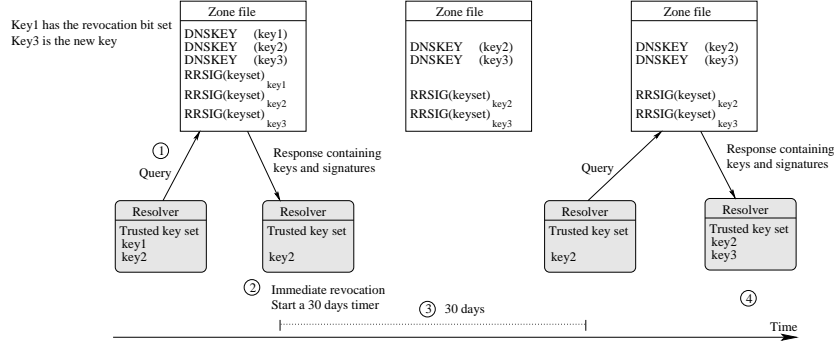 Key1 has the revocation bit set
Key3 is the new key
Zone file
DNSKEY (key1)
DNSKEY (key2)
DNSKEY (key3)
RRSIG(keyset) key1
RRSIG(keyset) key2
RRSIG(keyset) key3
Zone file
DNSKEY (key2)
DNSKEY (key3)
RRSIG(keyset) key2
RRSIG(keyset) key3
Zone file
DNSKEY (key2)
DNSKEY (key3)
RRSIG(keyset) key2
RRSIG(keyset) key3
1
Query
Response containing
keys and signatures
Query
Response containing
keys and signatures
Resolver
Trusted key set
key1
key2
Resolver
Trusted key set
key2
Resolver
Trusted key set
key2
Resolver
Trusted key set
key2
key3
2 Immediate revocation
Start a 30 days timer
3 30 days
4
Time